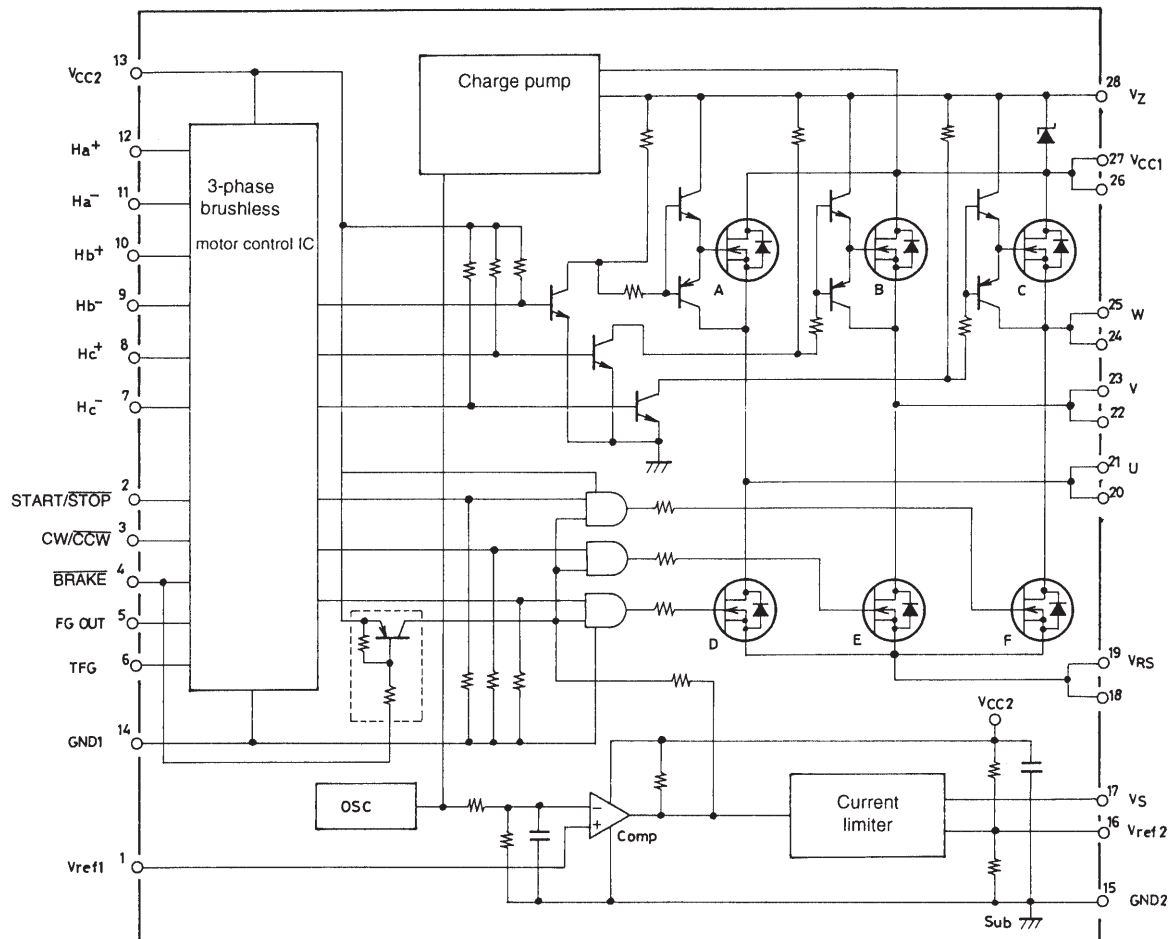 13
VCC2
12
Ha+
11
Ha−
10
Hb+
9
Hb−
8
Hc+
7
Hc−
2
START/STOP
3
CW/CCW
4
BRAKE
5
FG OUT
6
TFG
14
GND1
1
Vref1
3-phase
brushless
motor control IC
Charge pump
A
B
C
D
E
F
OSC
−
+
Comp
Current
limiter
VCC2
Sub
28
VZ
27
VCC1
26
25
W
24
23
V
22
21
U
20
19
VRS
18
17
VS
16
Vref2
15
GND2